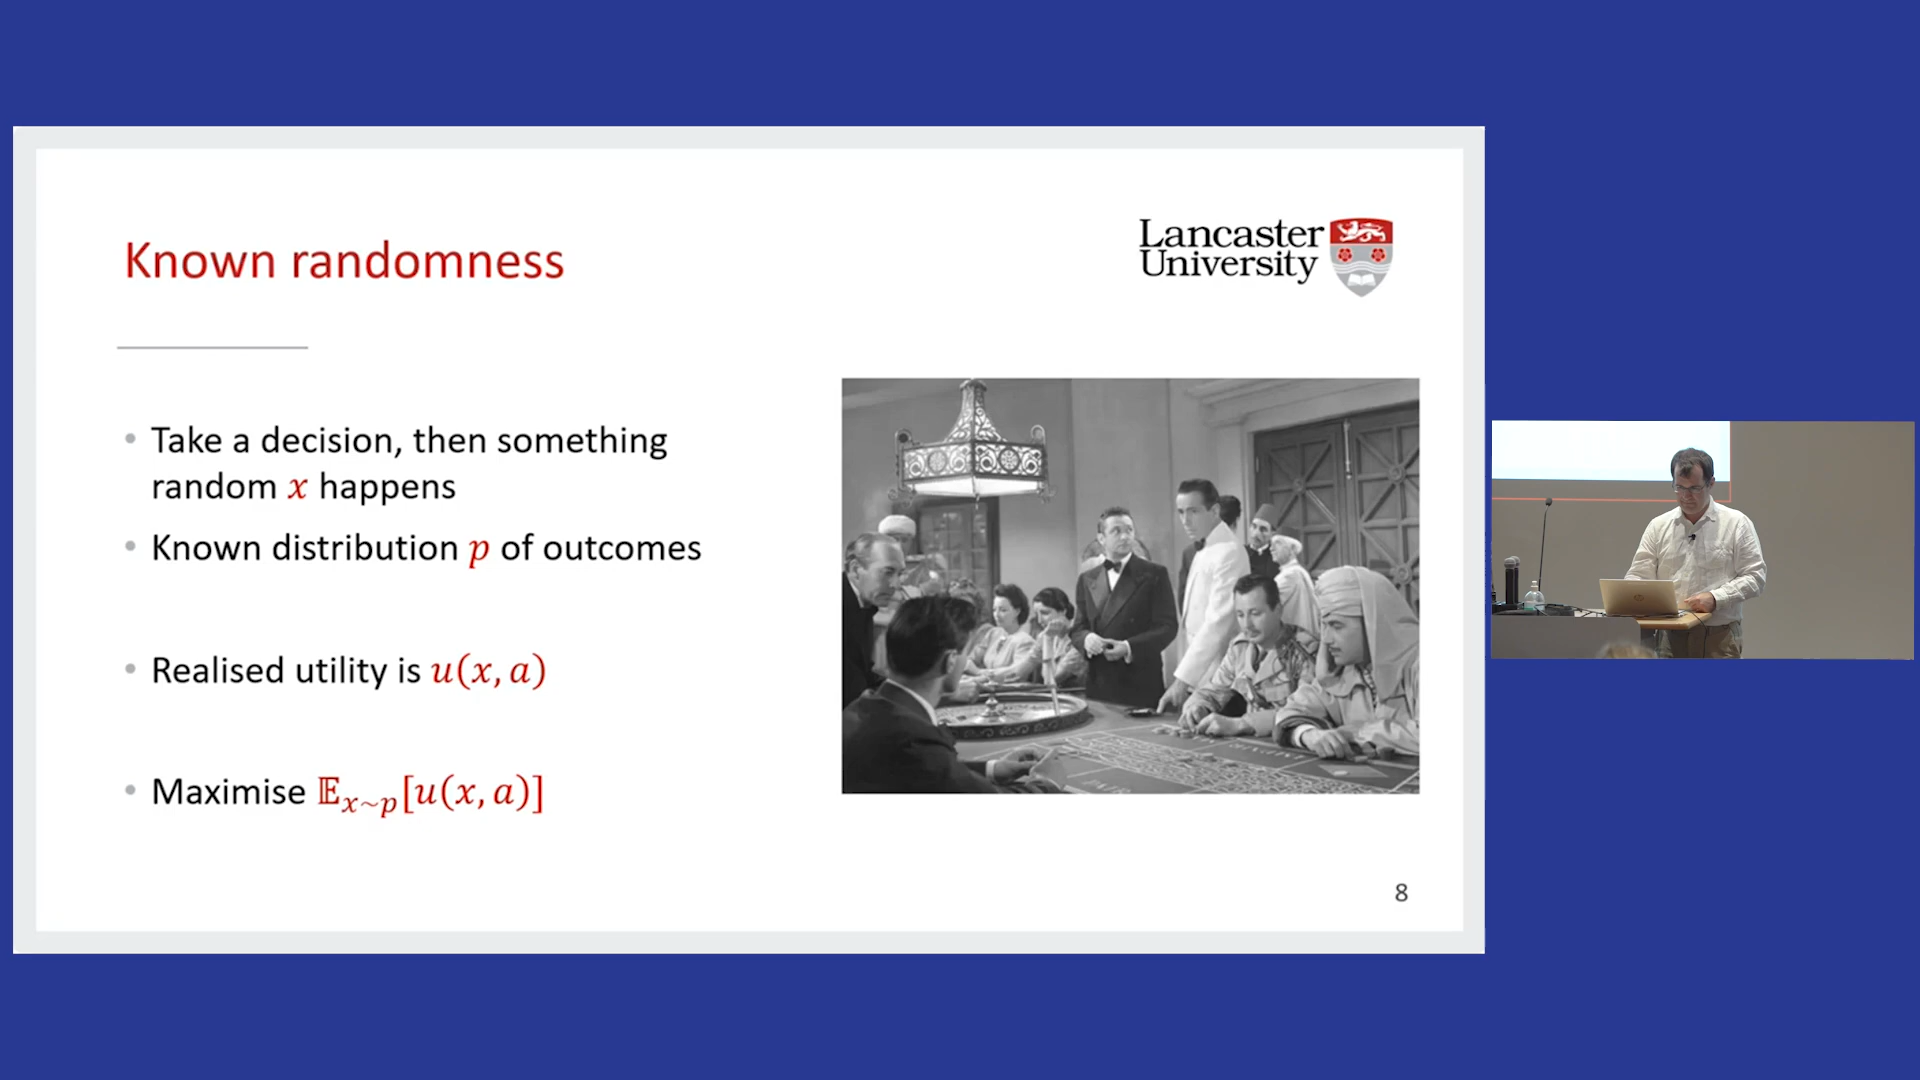 Known randomness
Lancaster
University
• Take a decision, then something
random x happens
• Known distribution p of outcomes
• Realised utility is u(x, a)
• Maximise 𝔼x~p[u(x, a)]
8